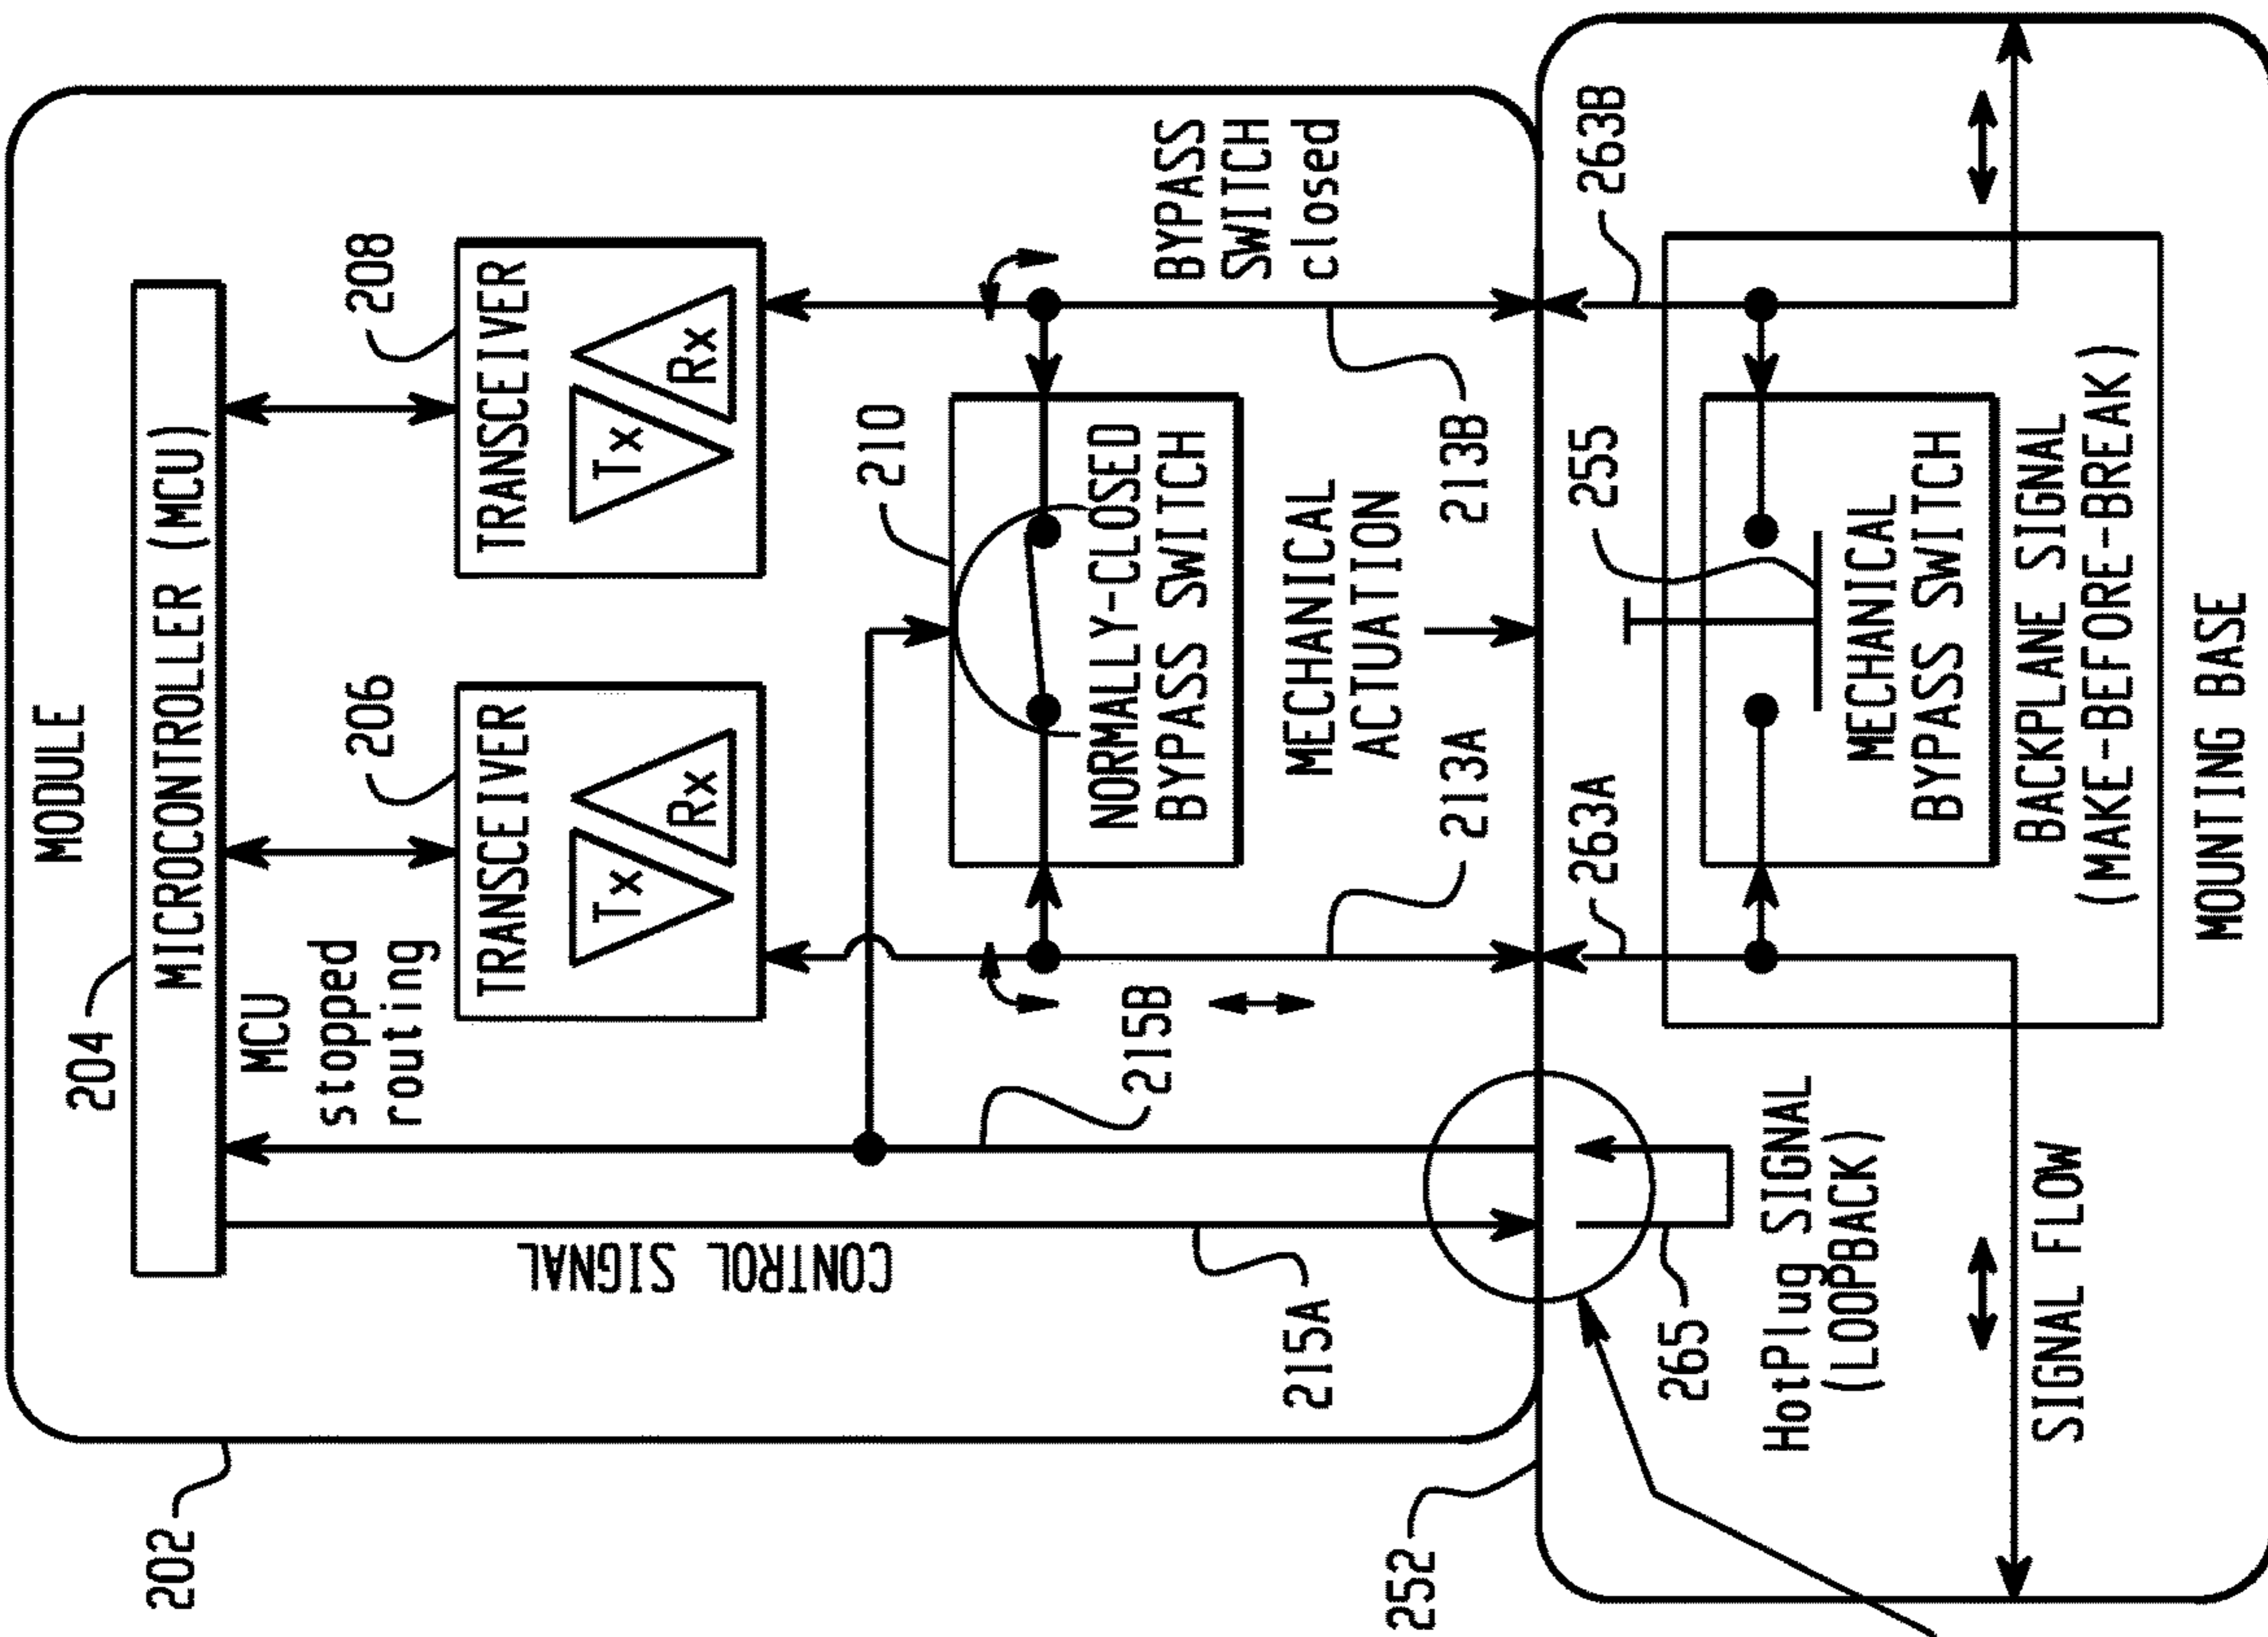 MODULE
204
MICROCONTROLLER (MCU)
MCU
stopped
routing
206
208
TRANSCEIVER
Tx
Rx
TRANSCEIVER
Tx
Rx
CONTROL SIGNAL
210
NORMALLY-CLOSED
BYPASS SWITCH
BYPASS
SWITCH
closed
215B
MECHANICAL
ACTUATION
215A
213A
213B
202
252
265
263A
255
263B
HotPlug SIGNAL
(LOOPBACK)
MECHANICAL
BYPASS SWITCH
BACKPLANE SIGNAL
(MAKE-BEFORE-BREAK)
SIGNAL FLOW
MOUNTING BASE